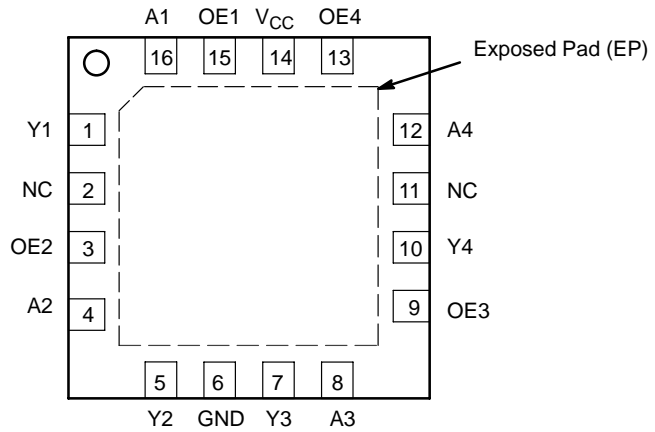 A1 OE1 VCC OE4
16 15 14 13
Exposed Pad (EP)
Y1 1 12 A4
NC 2 11 NC
OE2 3 10 Y4
A2 4 9 OE3
5 6 7 8
Y2 GND Y3 A3